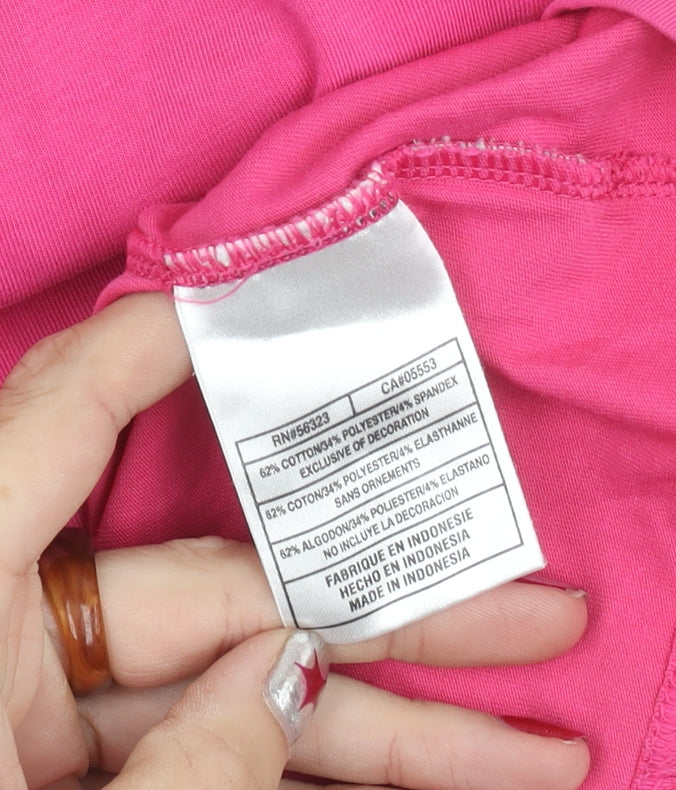 RN#56323 CA#05553
62% COTTON/34% POLYESTER/4% SPANDEX
EXCLUSIVE OF DECORATION
62% COTON/34% POLYESTER/4% ELASTHANNE
SANS ORNEMENTS
62% ALGODON/34% POLIESTER/4% ELASTANO
NO INCLUYE LA DECORACION
FABRIQUE EN INDONESIE
HECHO EN INDONESIA
MADE IN INDONESIA